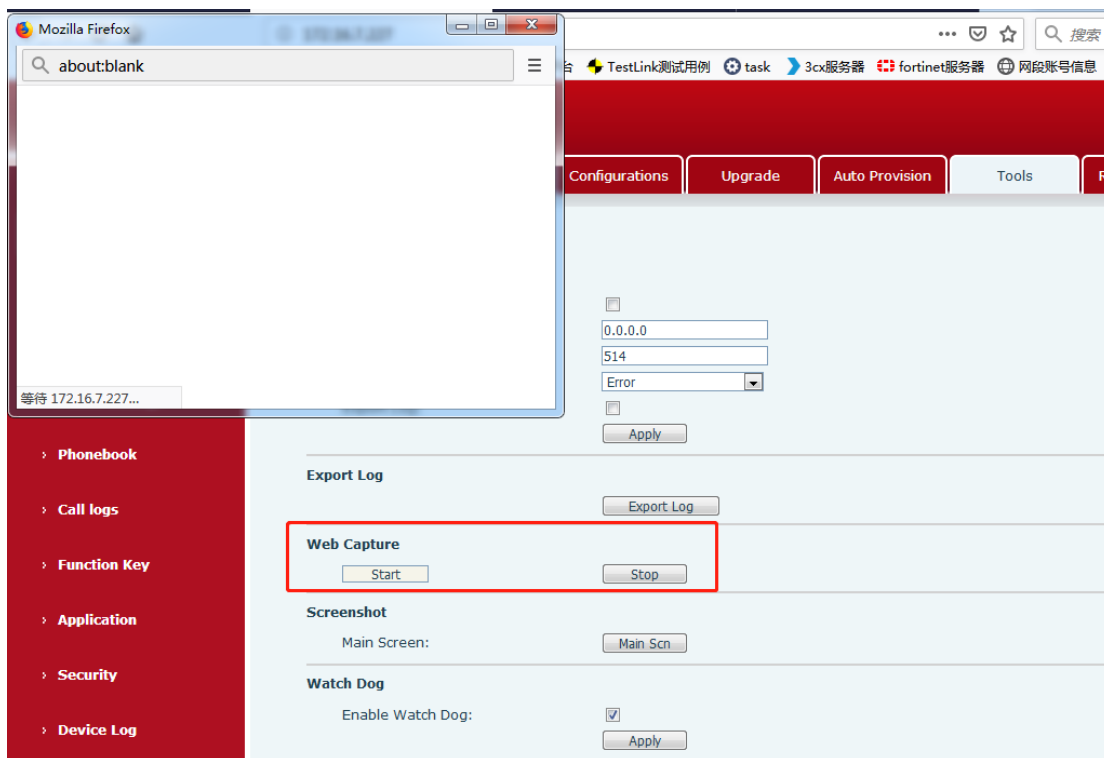 Mozilla Firefox
about:blank
搜索
TestLink测试用例 task 3cx服务器 fortinet服务器 网段账号信息
Configurations Upgrade Auto Provision Tools
0.0.0.0
514
Error
等待 172.16.7.227...
Apply
› Phonebook
Export Log
› Call logs
Export Log
Web Capture
› Function Key
Start Stop
Screenshot
› Application
Main Screen: Main Scn
› Security
Watch Dog
Enable Watch Dog:
› Device Log
Apply